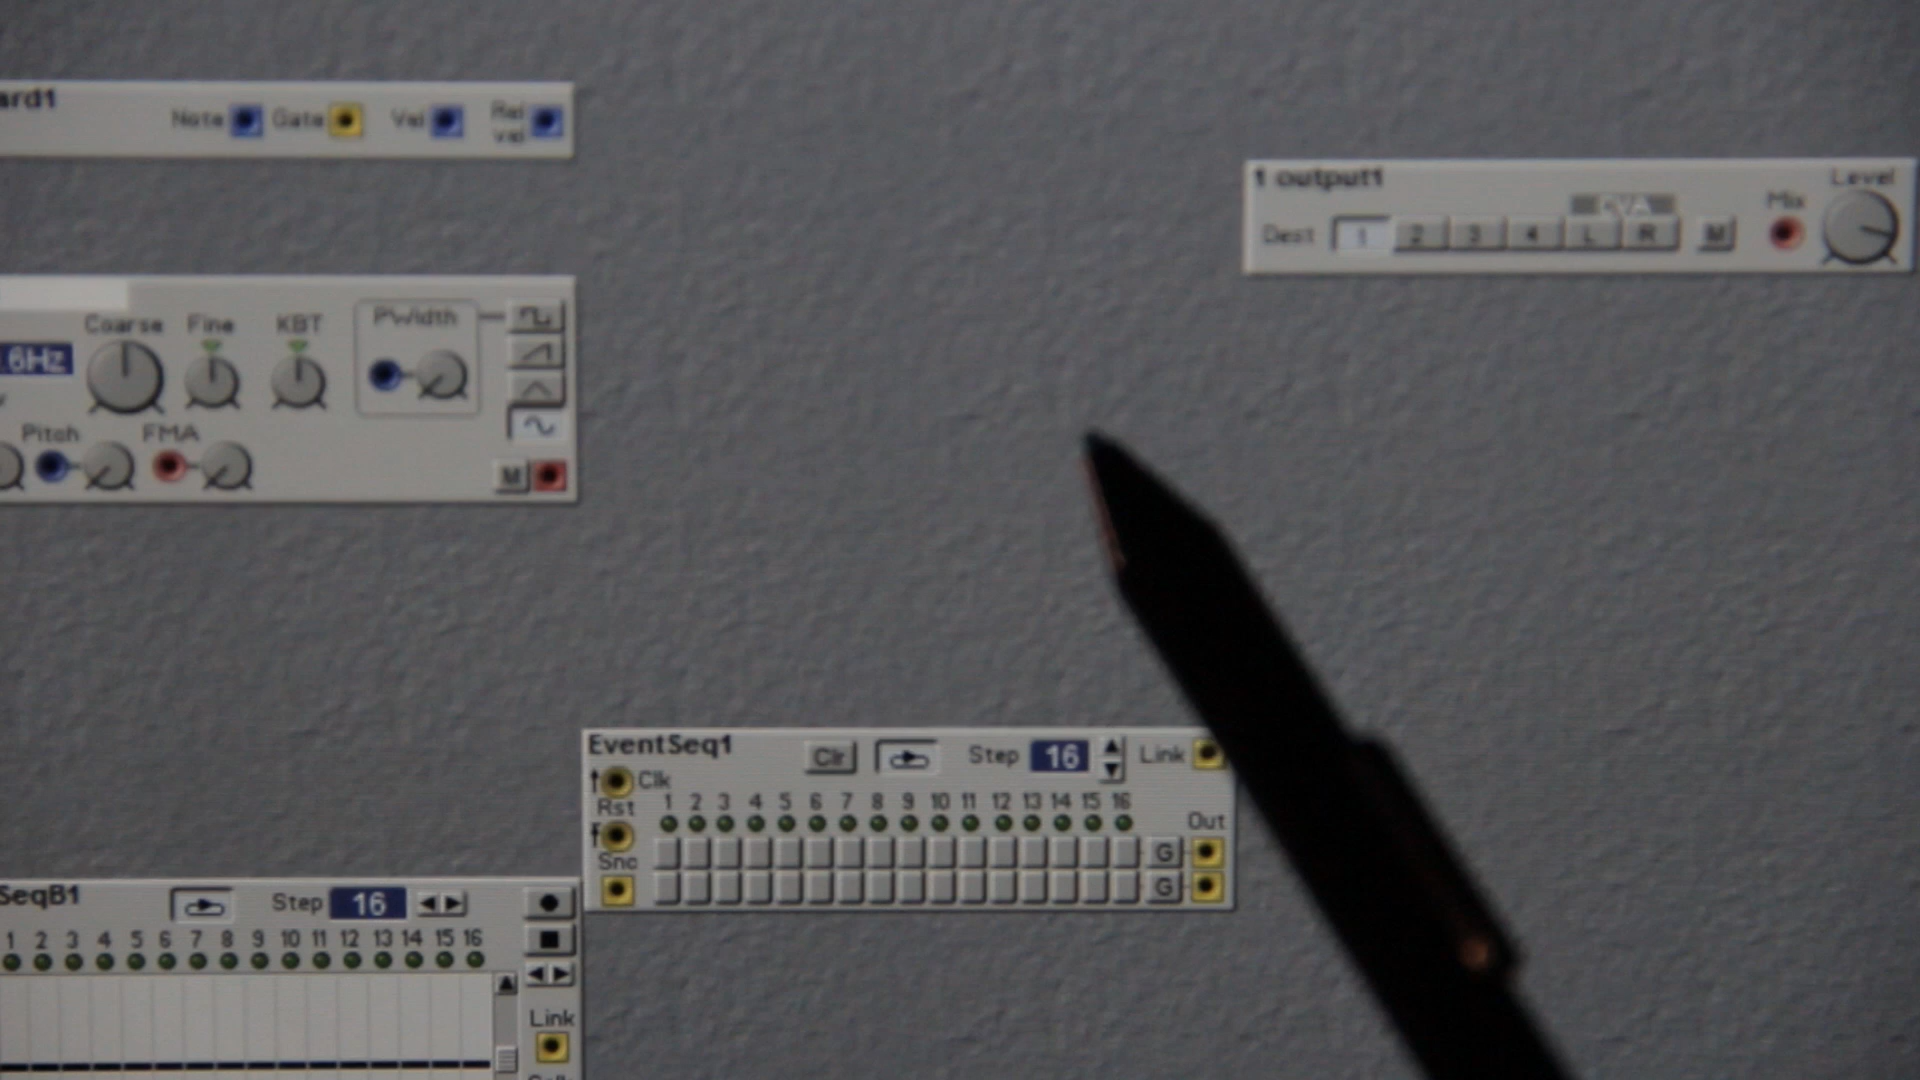 ard1
Note Gate Vel Rel
vel
1 output1
Level
Mix
Dest 1 2 3 4 L R M
Coarse Fine KBT PWidth
.6Hz
Pitch FMA
M
EventSeq1 Clr Step 16 Link
Clk
Rst
1 2 3 4 5 6 7 8 9 10 11 12 13 14 15 16
Out
Snc
G
G
SeqB1 Step 16
1 2 3 4 5 6 7 8 9 10 11 12 13 14 15 16
Link